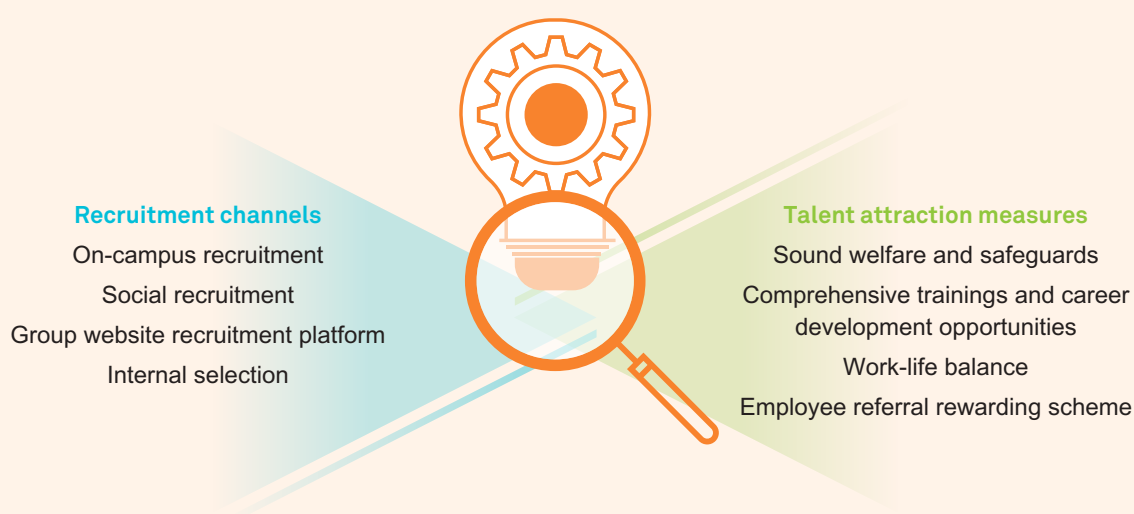 Recruitment channels
On-campus recruitment
Social recruitment
Group website recruitment platform
Internal selection
Talent attraction measures
Sound welfare and safeguards
Comprehensive trainings and career
development opportunities
Work-life balance
Employee referral rewarding scheme